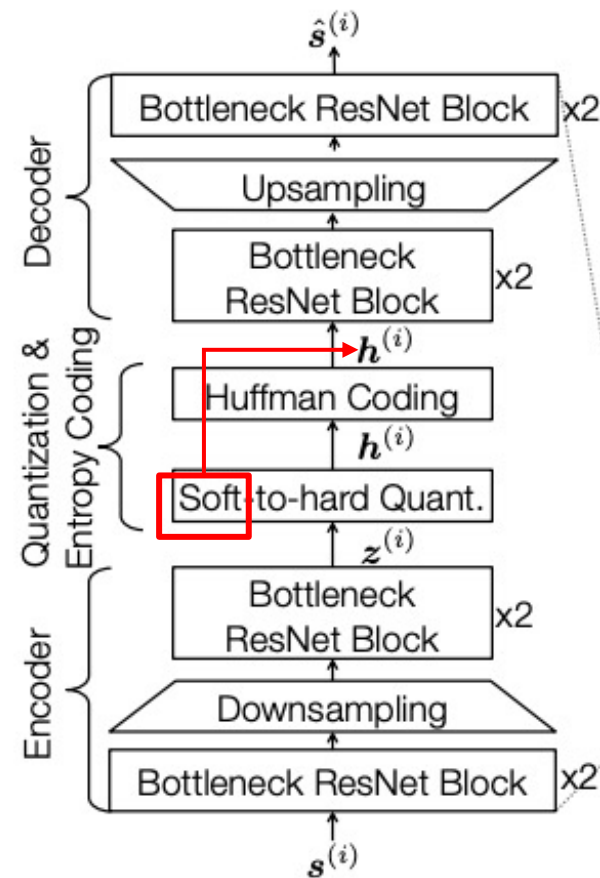 ŝ^(i)
Bottleneck ResNet Block x2
Upsampling
Decoder
Bottleneck
ResNet Block x2
h^(i)
Huffman Coding
Quantization &
Entropy Coding
h^(i)
Soft-to-hard Quant.
z^(i)
Bottleneck
ResNet Block x2
Encoder
Downsampling
Bottleneck ResNet Block x2
s^(i)